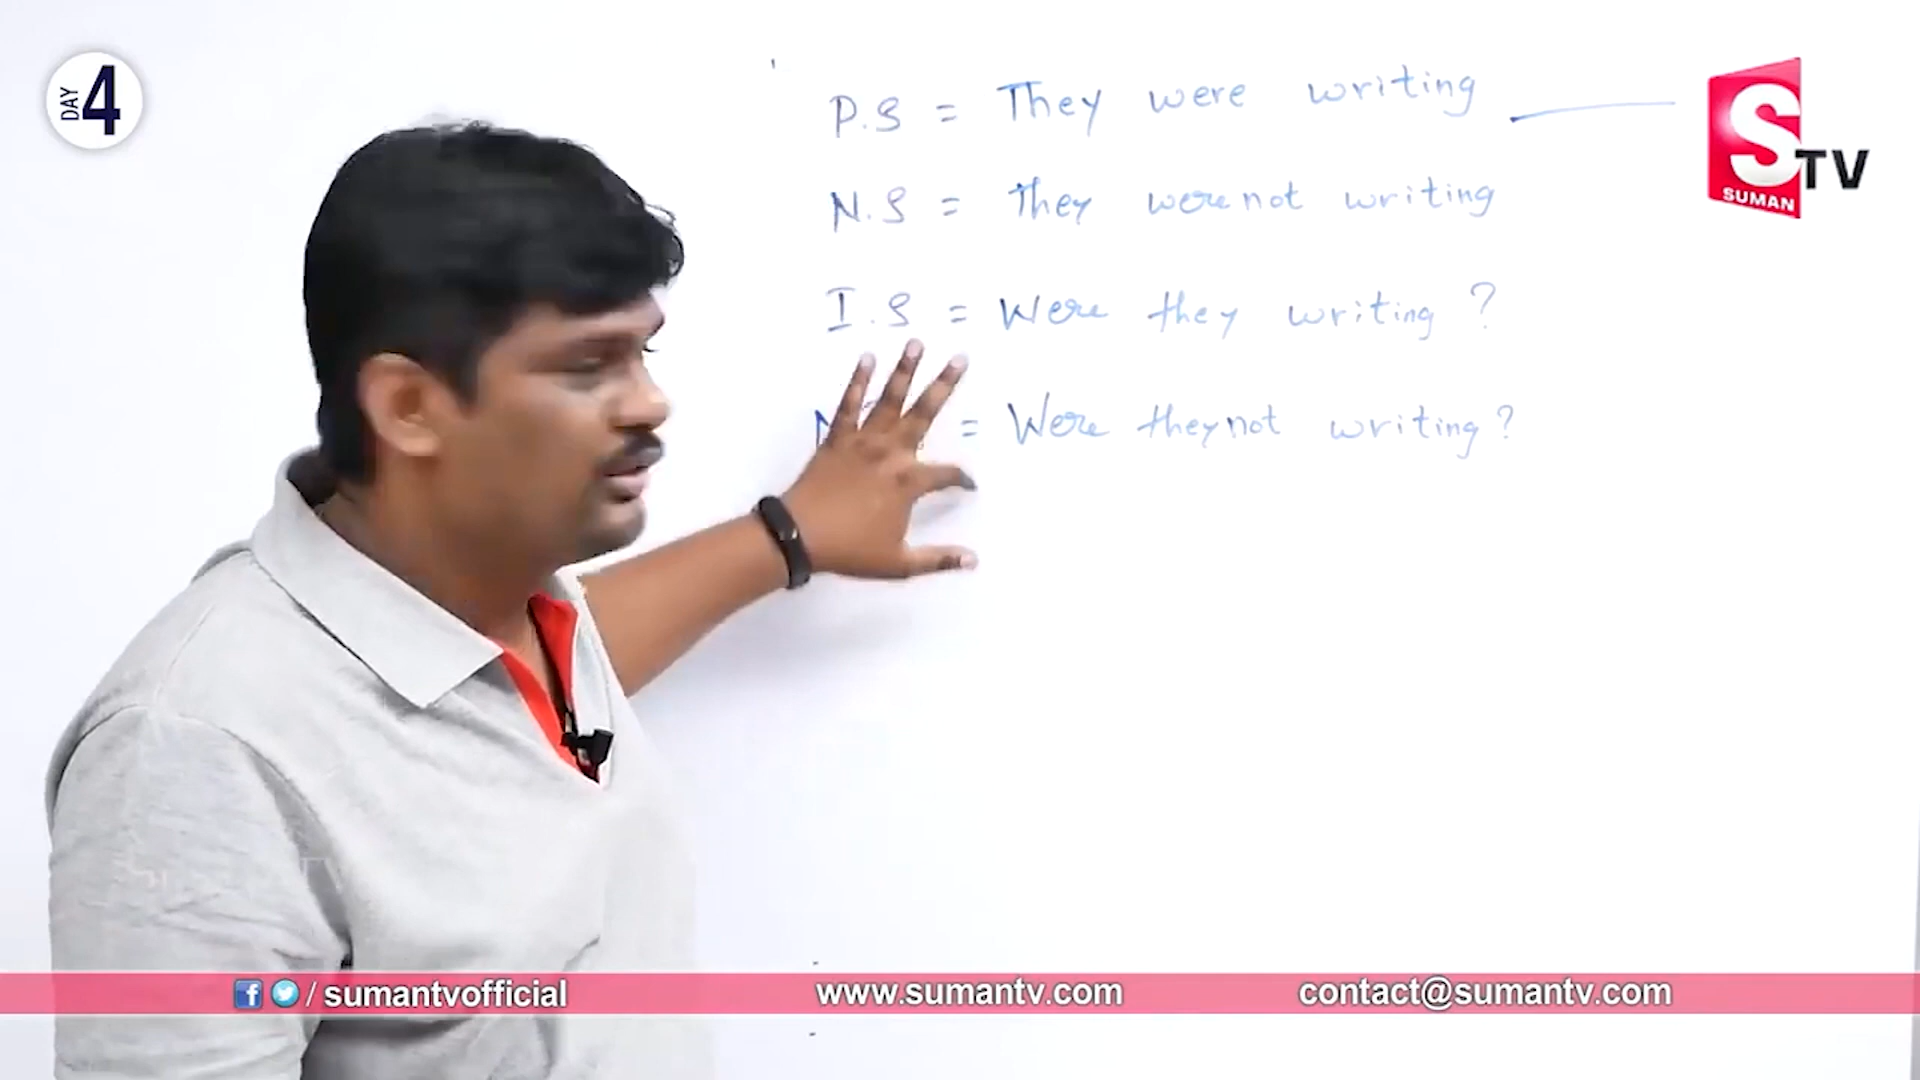 DAY 4
P.S = They were writing
N.S = They were not writing
I.S = Were they writing ?
= Were they not writing ?
S TV
SUMAN
/ sumantvofficial
www.sumantv.com
contact@sumantv.com